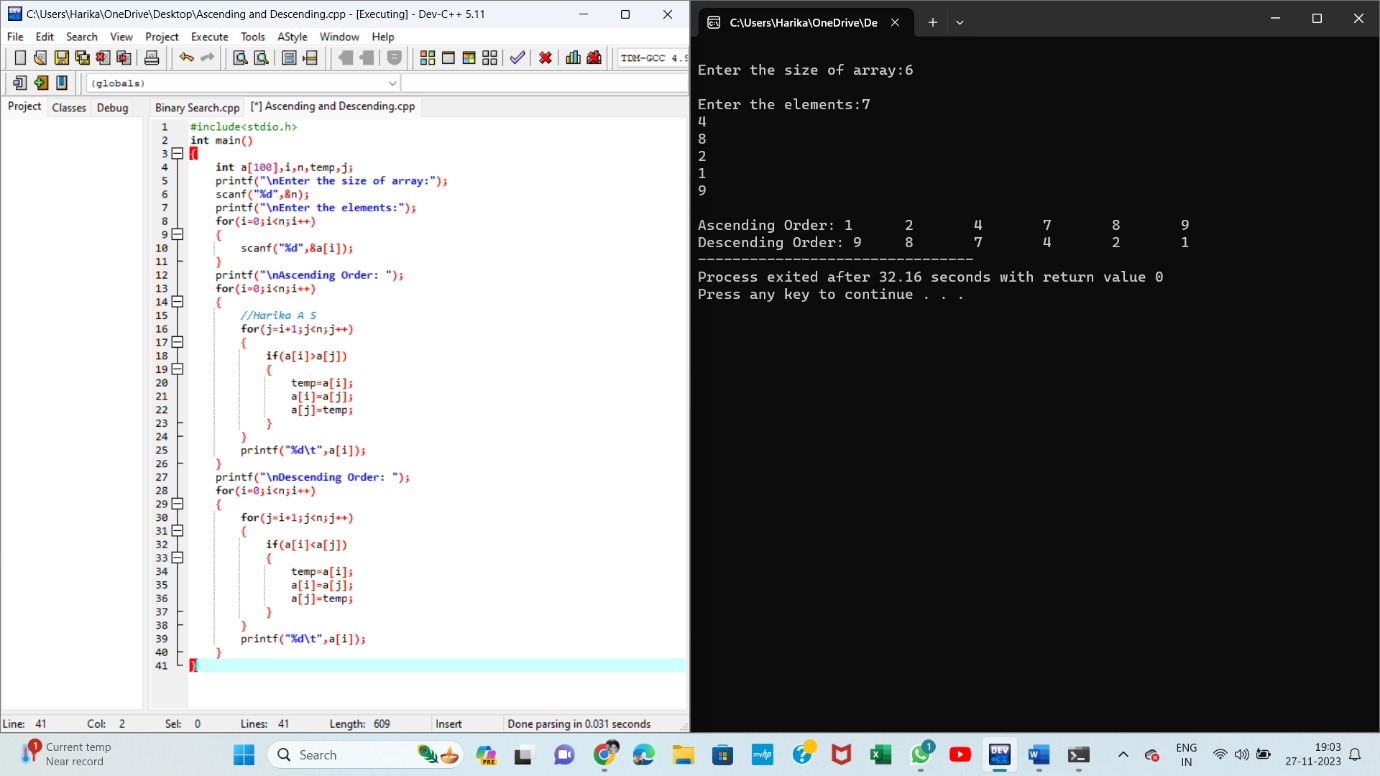 C:\Users\Harika\OneDrive\Desktop\Ascending and Descending.cpp - [Executing] - Dev-C++ 5.11
File Edit Search View Project Execute Tools AStyle Window Help
TDM-GCC 4.9
(globals)
Project Classes Debug
Binary Search.cpp [*] Ascending and Descending.cpp
1 #include<stdio.h>
2 int main()
3 {
4 int a[100],i,n,temp,j;
5 printf("\nEnter the size of array:");
6 scanf("%d",&n);
7 printf("\nEnter the elements:");
8 for(i=0;i<n;i++)
9 {
10 scanf("%d",&a[i]);
11 }
12 printf("\nAscending Order: ");
13 for(i=0;i<n;i++)
14 {
15 //Harika A S
16 for(j=i+1;j<n;j++)
17 {
18 if(a[i]>a[j])
19 {
20 temp=a[i];
21 a[i]=a[j];
22 a[j]=temp;
23 }
24 }
25 printf("%d\t",a[i]);
26 }
27 printf("\nDescending Order: ");
28 for(i=0;i<n;i++)
29 {
30 for(j=i+1;j<n;j++)
31 {
32 if(a[i]<a[j])
33 {
34 temp=a[i];
35 a[i]=a[j];
36 a[j]=temp;
37 }
38 }
39 printf("%d\t",a[i]);
40 }
41 }
Line: 41 Col: 2 Sel: 0 Lines: 41 Length: 609 Insert Done parsing in 0.031 seconds
C:\Users\Harika\OneDrive\De
Enter the size of array:6
Enter the elements:7
4
8
2
1
9
Ascending Order: 1 2 4 7 8 9
Descending Order: 9 8 7 4 2 1
--------------------------------
Process exited after 32.16 seconds with return value 0
Press any key to continue . . .
1
Current temp
Near record
Search
PRE
myhp
1
DEV
ENG
IN
19:03
27-11-2023